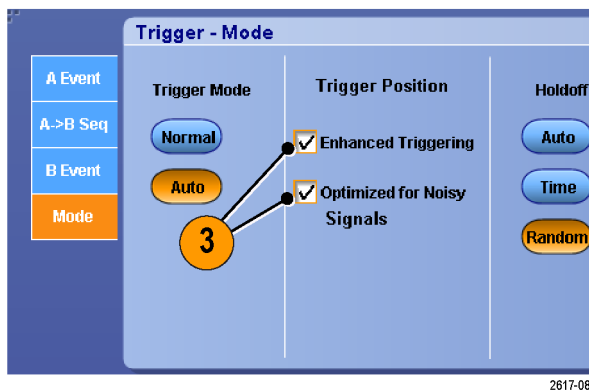 Trigger - Mode
A Event
A->B Seq
B Event
Mode
Trigger Mode
Normal
Auto
3
Trigger Position
Enhanced Triggering
Optimized for Noisy
Signals
Holdoff
Auto
Time
Random
2617-08